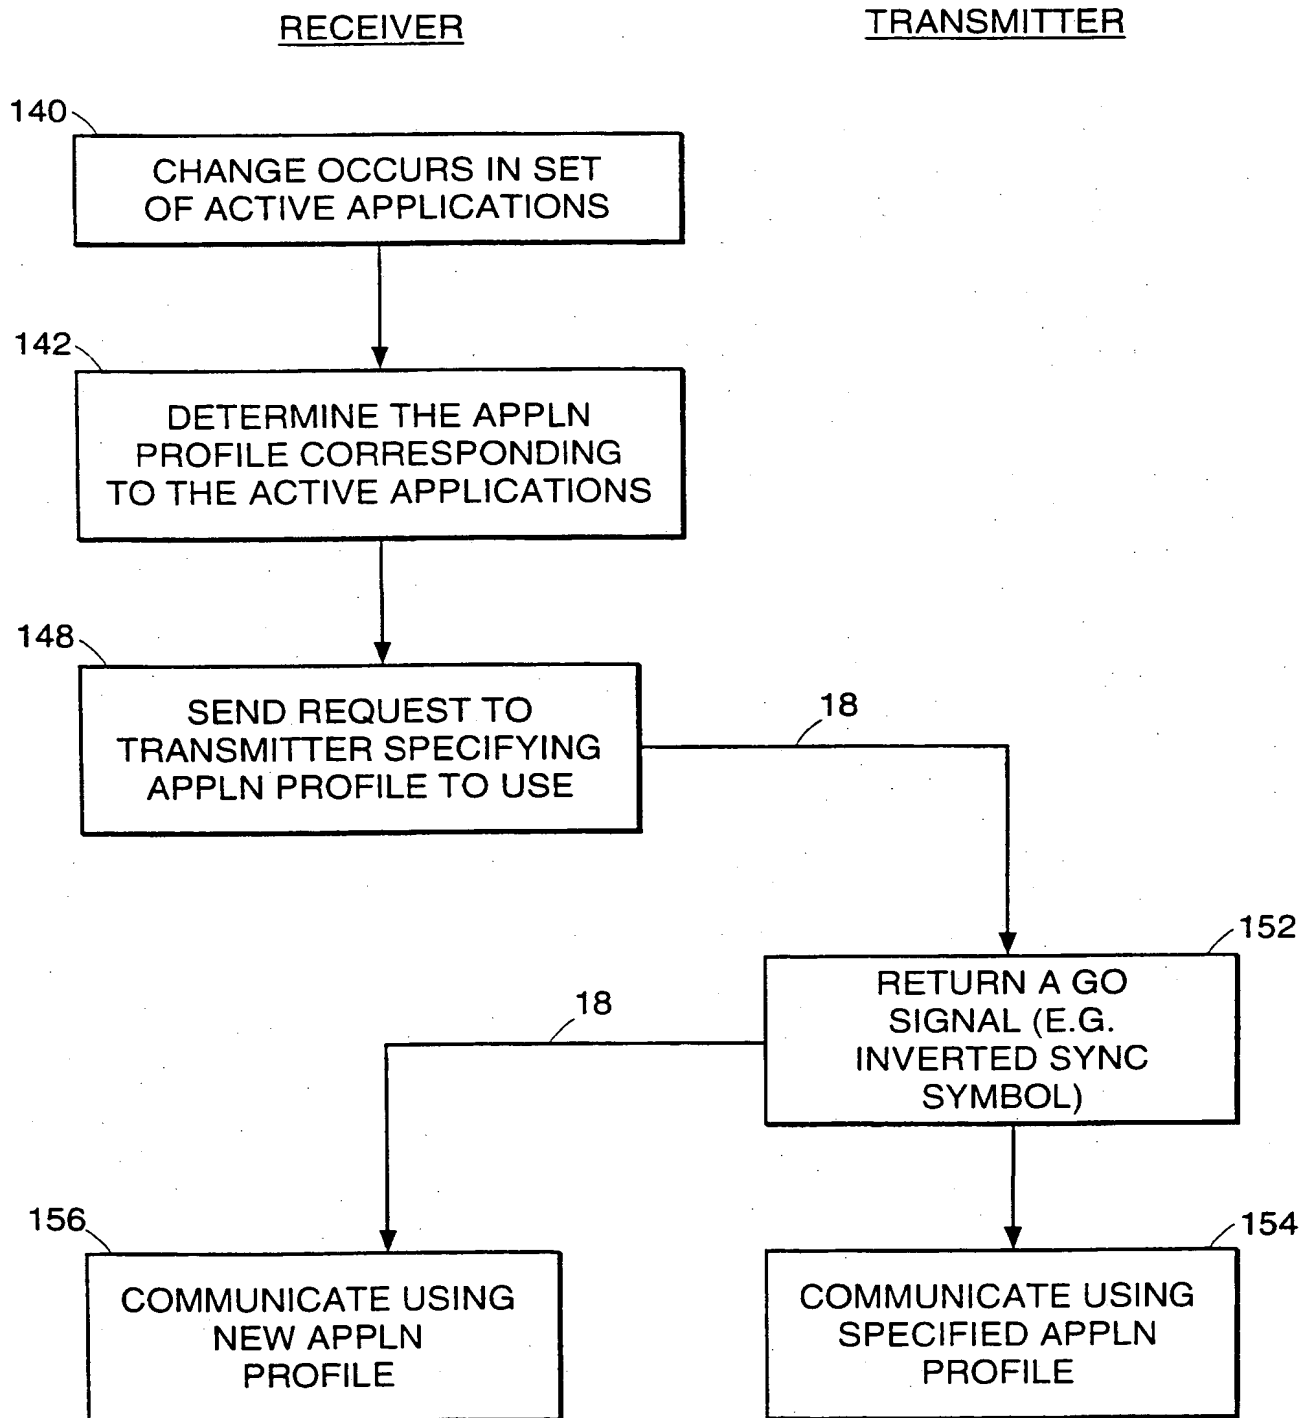 RECEIVER
TRANSMITTER
140
CHANGE OCCURS IN SET
OF ACTIVE APPLICATIONS
142
DETERMINE THE APPLN
PROFILE CORRESPONDING
TO THE ACTIVE APPLICATIONS
148
SEND REQUEST TO
TRANSMITTER SPECIFYING
APPLN PROFILE TO USE
18
152
RETURN A GO
SIGNAL (E.G.
INVERTED SYNC
SYMBOL)
18
156
COMMUNICATE USING
NEW APPLN
PROFILE
154
COMMUNICATE USING
SPECIFIED APPLN
PROFILE